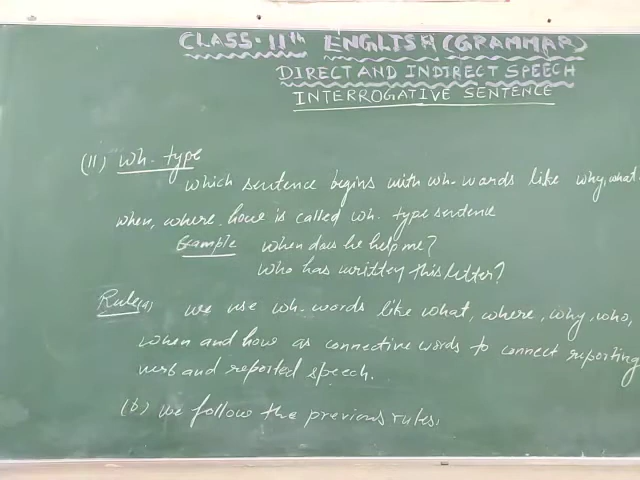 CLASS-11th ENGLISH (GRAMMAR)
DIRECT AND INDIRECT SPEECH
INTERROGATIVE SENTENCE
(11) Wh. type
Which sentence begins with wh-words like why, what
when, where, how is called wh. type sentence
Example When does he help me?
Who has written this letter?
Rule (a) We use wh-words like what, where, why, who,
when and how as connective words to connect reporting
verb and reported speech.
(b) We follow the previous rules.